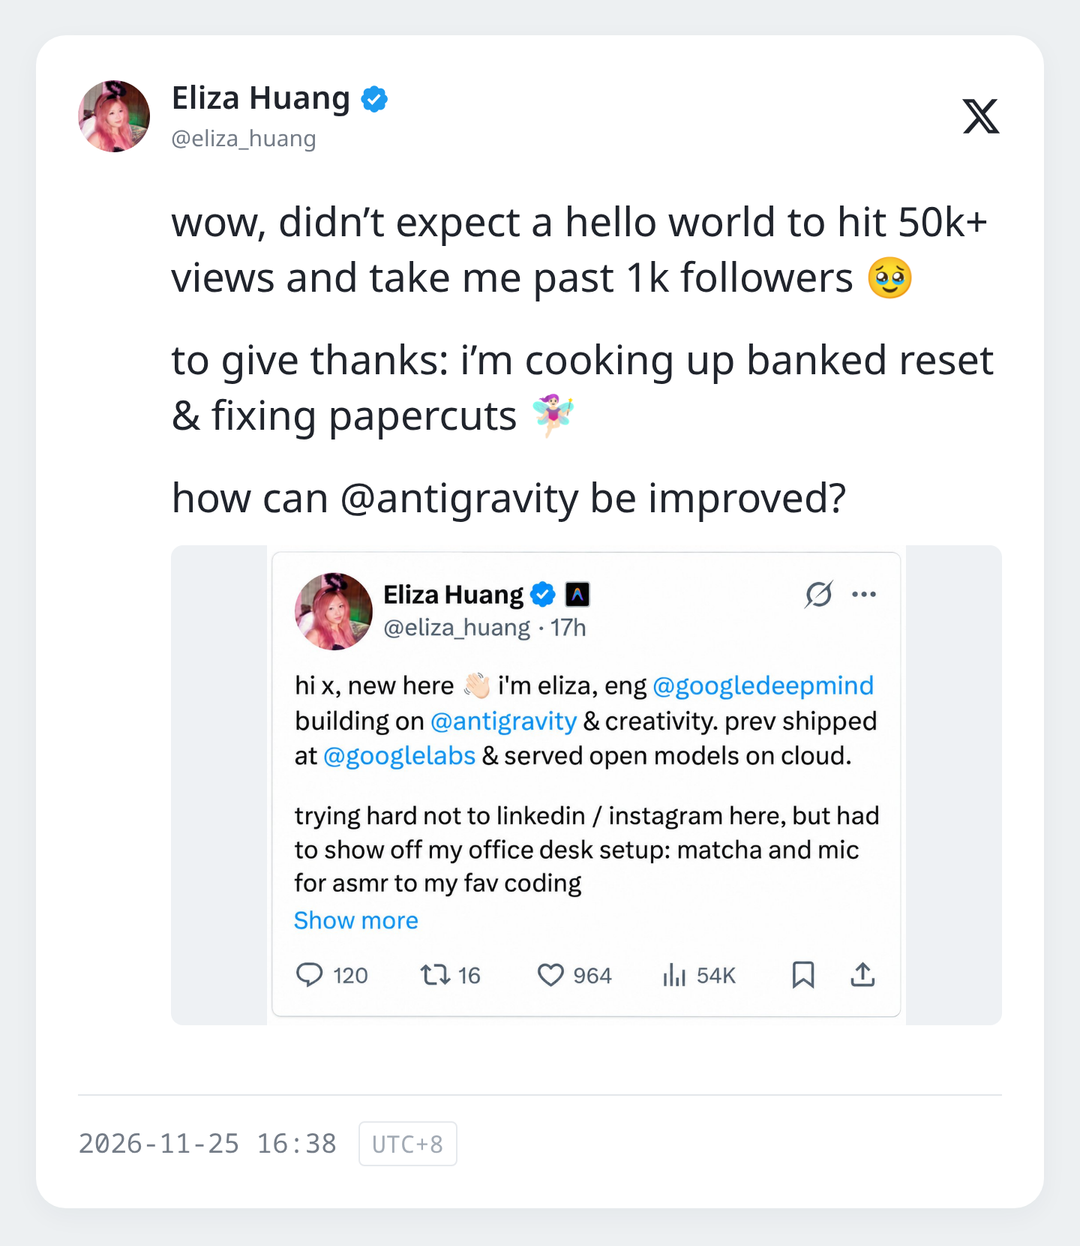 Eliza Huang
@eliza_huang
wow, didn’t expect a hello world to hit 50k+
views and take me past 1k followers 🥹
to give thanks: i’m cooking up banked reset
& fixing papercuts 🧚🏻‍♀️
how can @antigravity be improved?
Eliza Huang
@eliza_huang · 17h
hi x, new here 👋🏻 i'm eliza, eng @googledeepmind
building on @antigravity & creativity. prev shipped
at @googlelabs & served open models on cloud.
trying hard not to linkedin / instagram here, but had
to show off my office desk setup: matcha and mic
for asmr to my fav coding
Show more
120 16 964 54K
2026-11-25 16:38 UTC+8